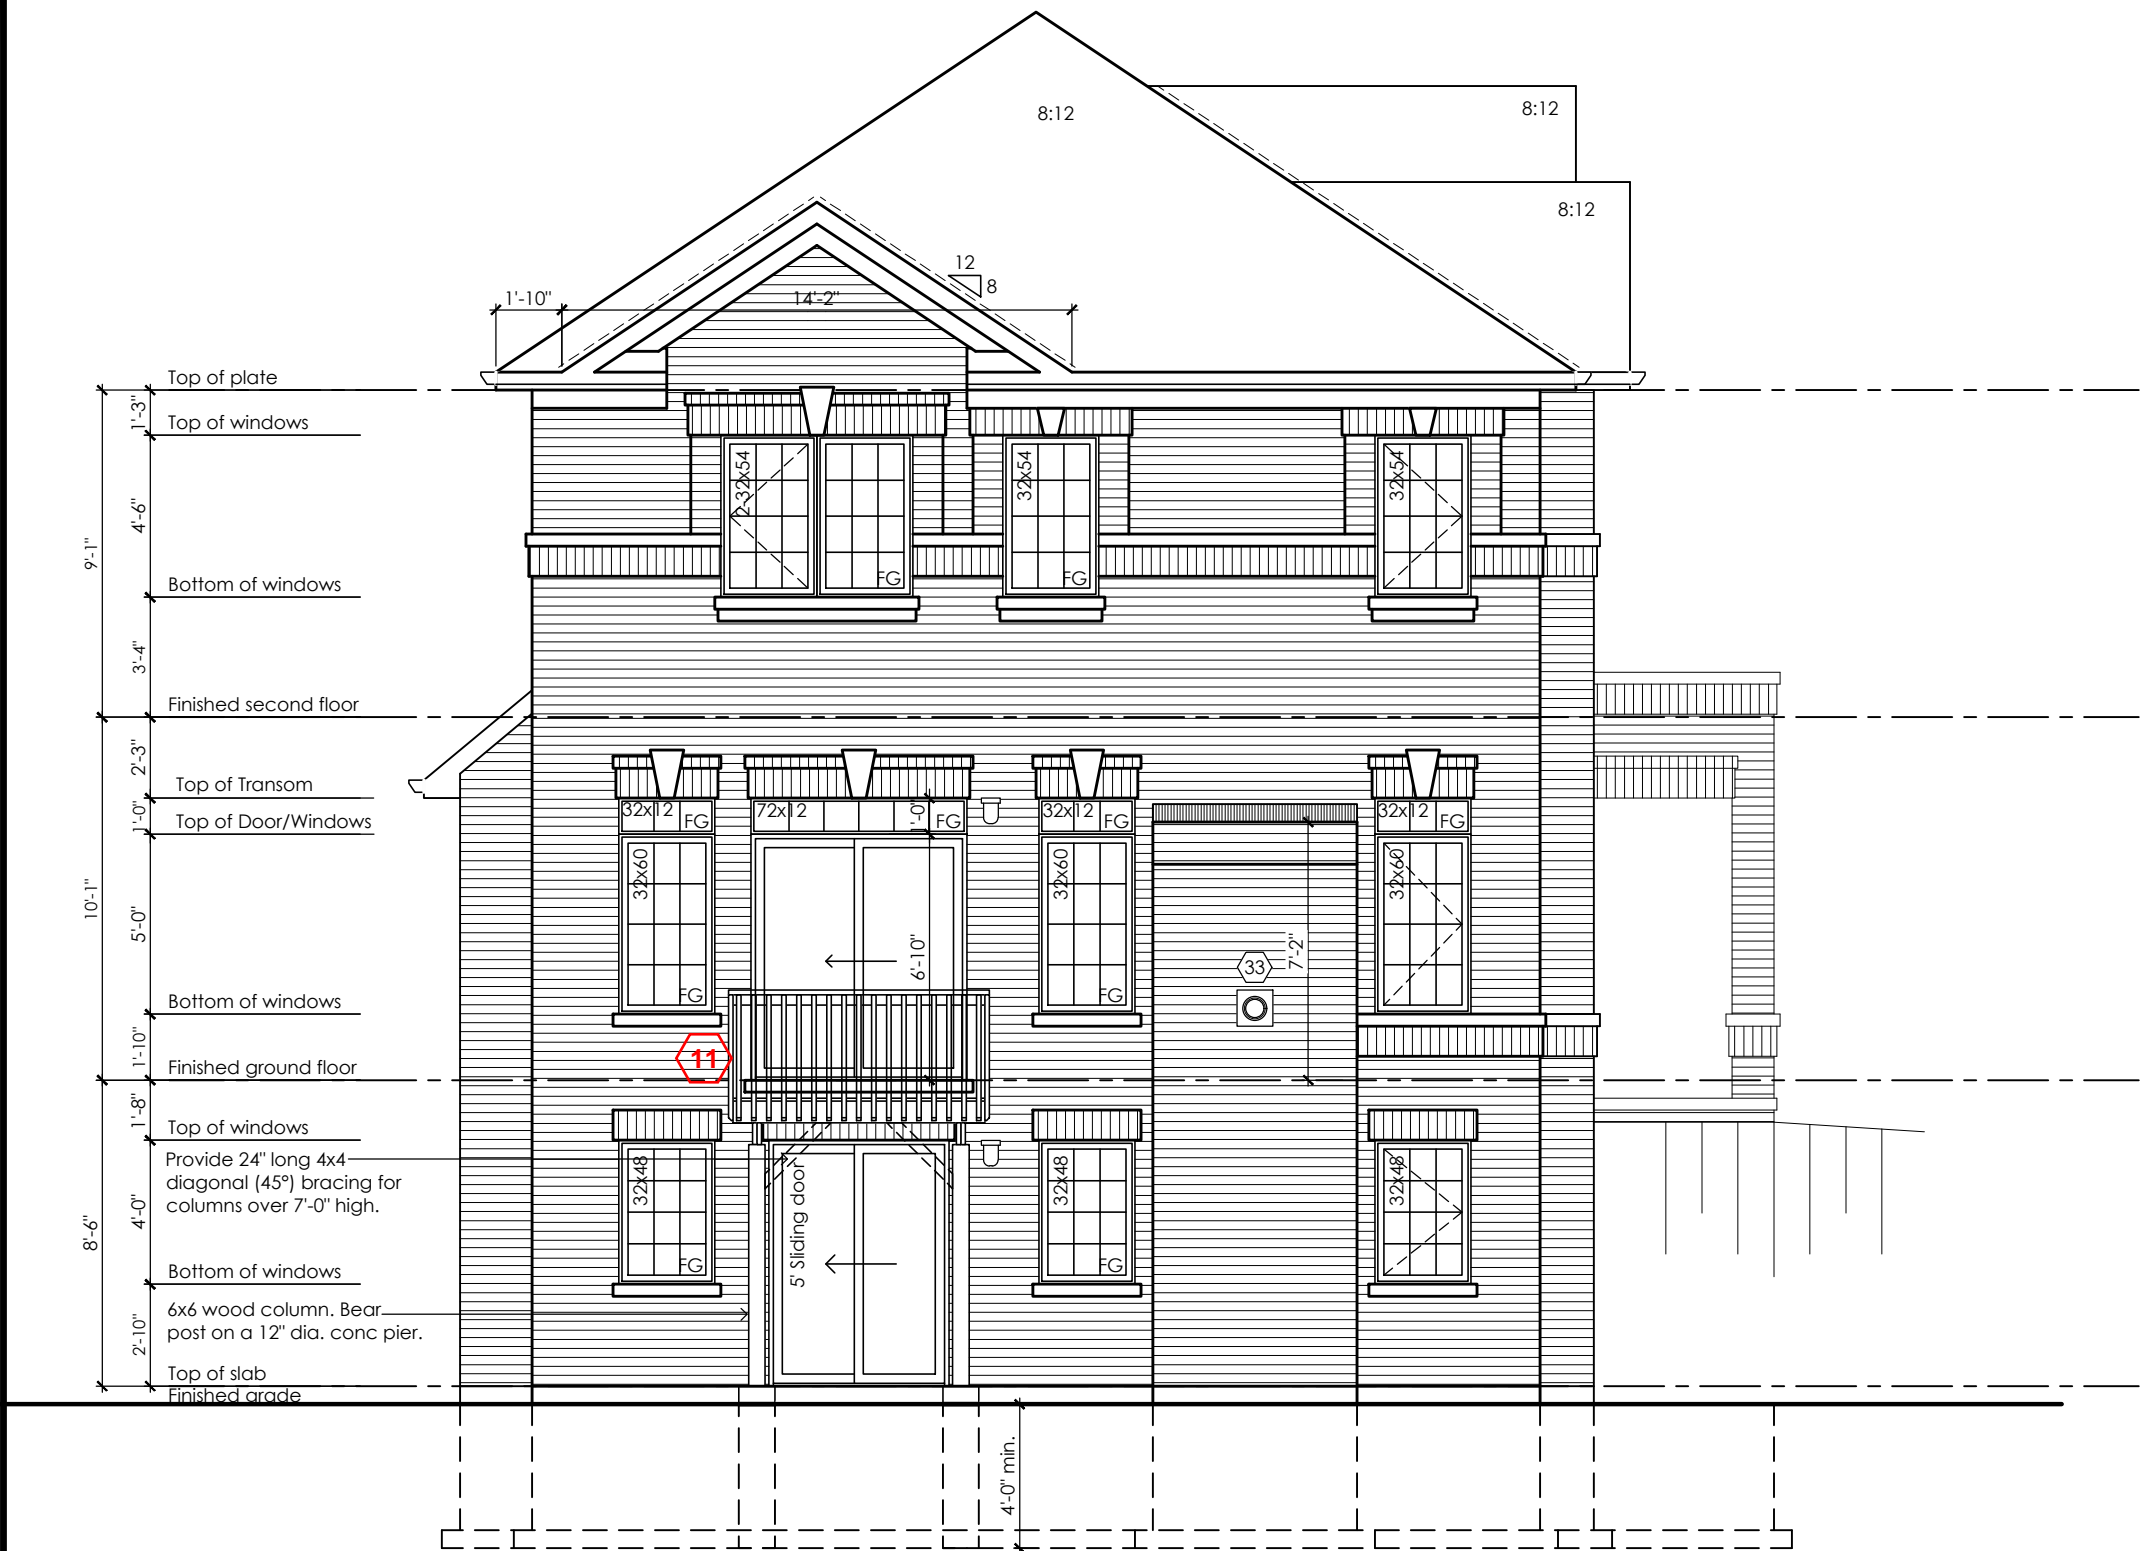 8:12
8:12
8:12
12
8
1'-10"
14'-2"
Top of plate
1'-3"
Top of windows
2-32x54
FG
32x54
FG
32x54
4'-6"
9'-1"
Bottom of windows
3'-4"
Finished second floor
2'-3"
Top of Transom
1'-0"
Top of Door/Windows
32x12
FG
72x12
1'-0"
FG
32x12
FG
32x12
FG
32x60
FG
32x60
FG
32x60
10'-1"
5'-0"
6'-10"
7'-2"
33
Bottom of windows
1'-10"
11
Finished ground floor
1'-8"
Top of windows
Provide 24" long 4x4
diagonal (45°) bracing for
columns over 7'-0" high.
32x48
FG
5' Sliding door
32x48
FG
32x48
4'-0"
8'-6"
Bottom of windows
6x6 wood column. Bear
post on a 12" dia. conc pier.
2'-10"
Top of slab
Finished grade
4'-0" min.